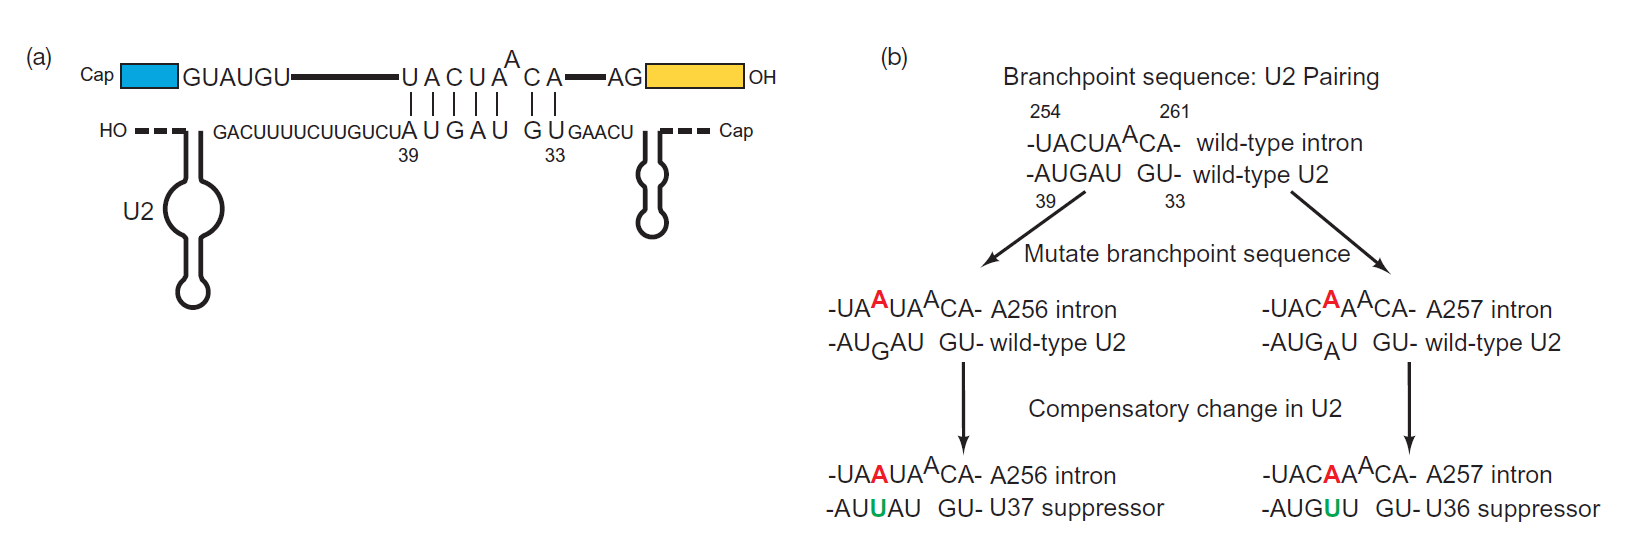 (a)
Cap GUAUGU UACUAACA AG OH
HO GACUUUUCUUGUCUAUGAU GUGAACU Cap
39 33
U2
(b)
Breanchpoint sequence: U2 Pairing
254 261
-UACUAACA- wild-type intron
-AUGAU GU- wild-type U2
39 33
Mutate branchpoint sequence
-UAAUAACA- A256 intron
-AUGAU GU- wild-type U2
-UACAAACA- A257 intron
-AUGAU GU- wild-type U2
Compensatory change in U2
-UAAUAACA- A256 intron
-AUUAU GU- U37 suppressor
-UACAAACA- A257 intron
-AUGUU GU- U36 suppressor